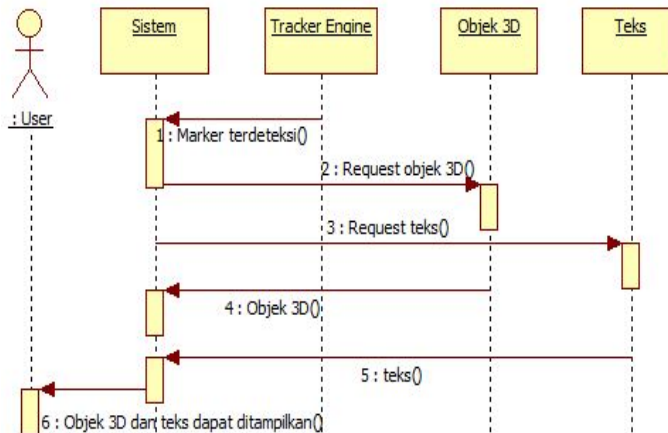 Sistem
Tracker Engine
Objek 3D
Teks
: User
1 : Marker terdeteksi()
2 : Request objek 3D()
3 : Request teks()
4 : Objek 3D()
5 : teks()
6 : Objek 3D dan teks dapat ditampilkan()